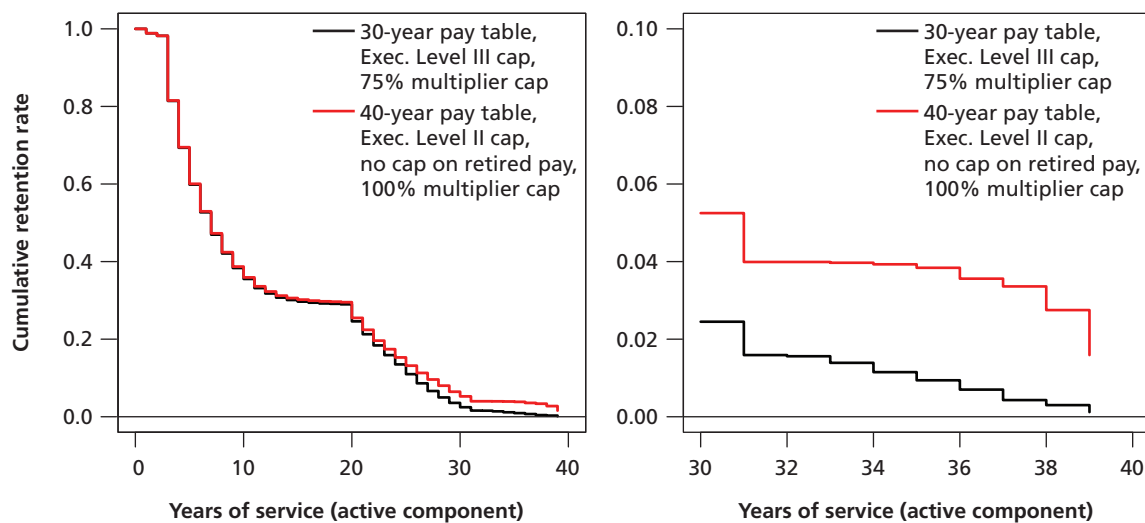 Cumulative retention rate
1.0
0.8
0.6
0.4
0.2
0.0
30-year pay table,
Exec. Level III cap,
75% multiplier cap
40-year pay table,
Exec. Level II cap,
no cap on retired pay,
100% multiplier cap
0 10 20 30 40
Years of service (active component)
0.10
0.08
0.06
0.04
0.02
0.00
30-year pay table,
Exec. Level III cap,
75% multiplier cap
40-year pay table,
Exec. Level II cap,
no cap on retired pay,
100% multiplier cap
30 32 34 36 38 40
Years of service (active component)